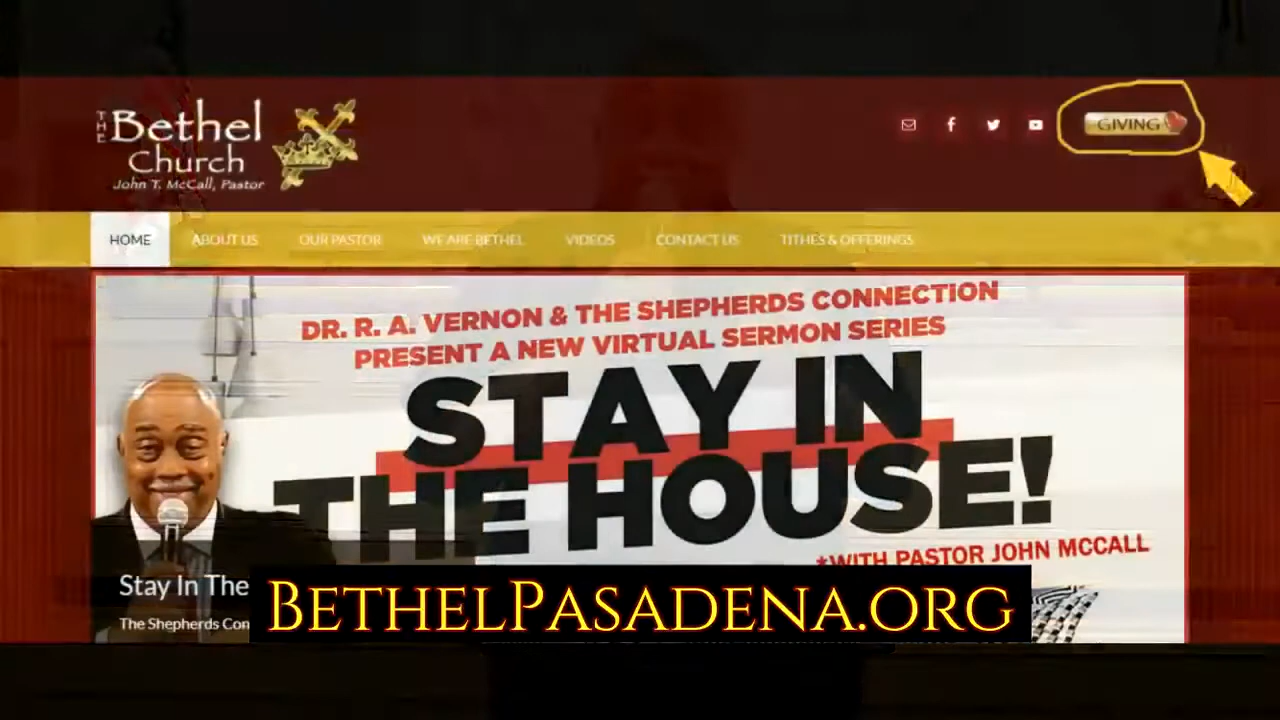 THE
Bethel
Church
John T. McCall, Pastor
GIVING
HOME ABOUT US OUR PASTOR WE ARE BETHEL VIDEOS CONTACT US TITHES & OFFERINGS
DR. R. A. VERNON & THE SHEPHERDS CONNECTION
PRESENT A NEW VIRTUAL SERMON SERIES
STAY IN
THE HOUSE!
*WITH PASTOR JOHN MCCALL
Stay In The
The Shepherds Con
BETHELPASADENA.ORG